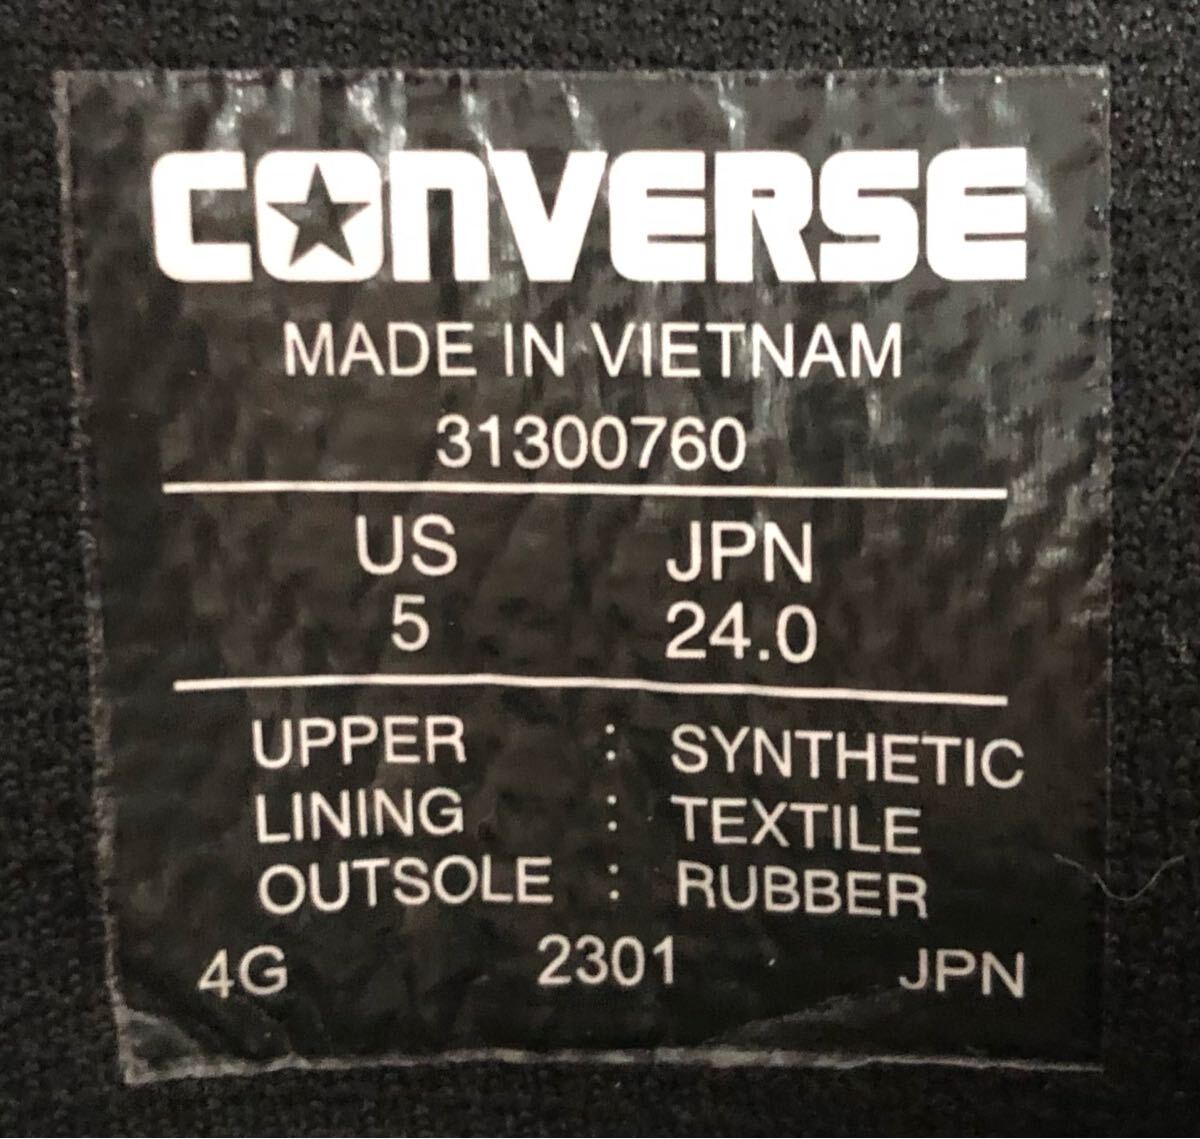 CONVERSE
MADE IN VIETNAM
31300760
US JPN
5 24.0
UPPER : SYNTHETIC
LINING : TEXTILE
OUTSOLE : RUBBER
4G 2301 JPN